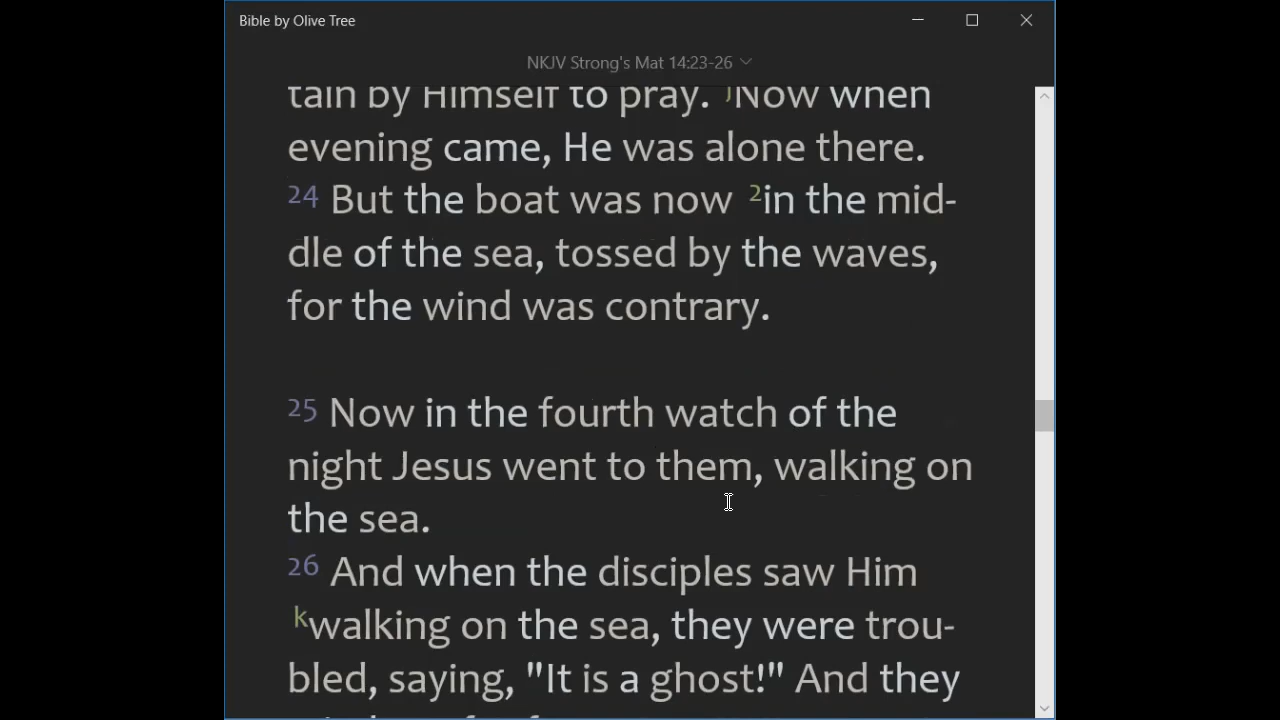 Bible by Olive Tree
NKJV Strong's Mat 14:23-26
tain by Himself to pray. jNow when
evening came, He was alone there.
24 But the boat was now 2in the mid-
dle of the sea, tossed by the waves,
for the wind was contrary.
25 Now in the fourth watch of the
night Jesus went to them, walking on
the sea.
26 And when the disciples saw Him
kwalking on the sea, they were trou-
bled, saying, "It is a ghost!" And they